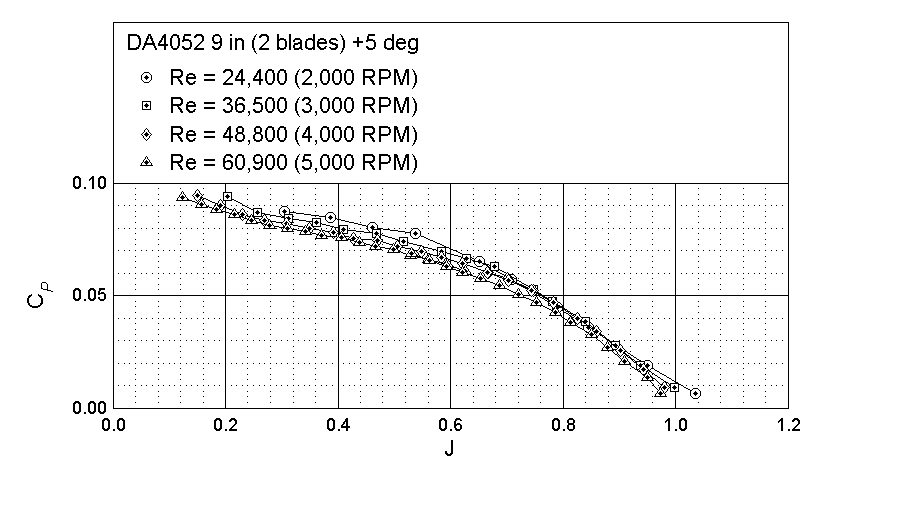 DA4052 9 in (2 blades) +5 deg
Re = 24,400 (2,000 RPM)
Re = 36,500 (3,000 RPM)
Re = 48,800 (4,000 RPM)
Re = 60,900 (5,000 RPM)
0.10
0.05
0.00
C_P
0.0 0.2 0.4 0.6 0.8 1.0 1.2
J